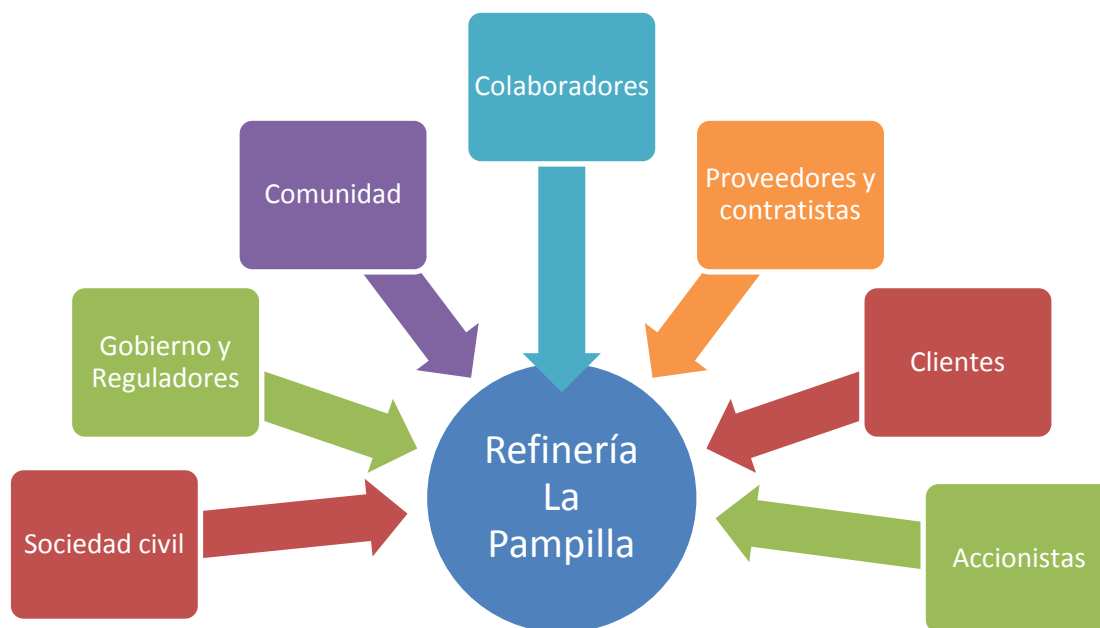 Colaboradores
Comunidad
Proveedores y
contratistas
Gobierno y
Reguladores
Clientes
Sociedad civil
Refinería
La
Pampilla
Accionistas